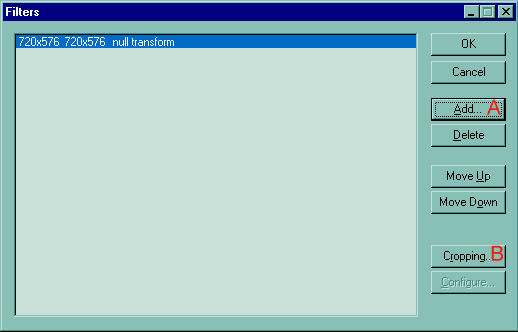 Filters
720x576 720x576 null transform
OK
Cancel
Add... A
Delete
Move Up
Move Down
Cropping... B
Configure...